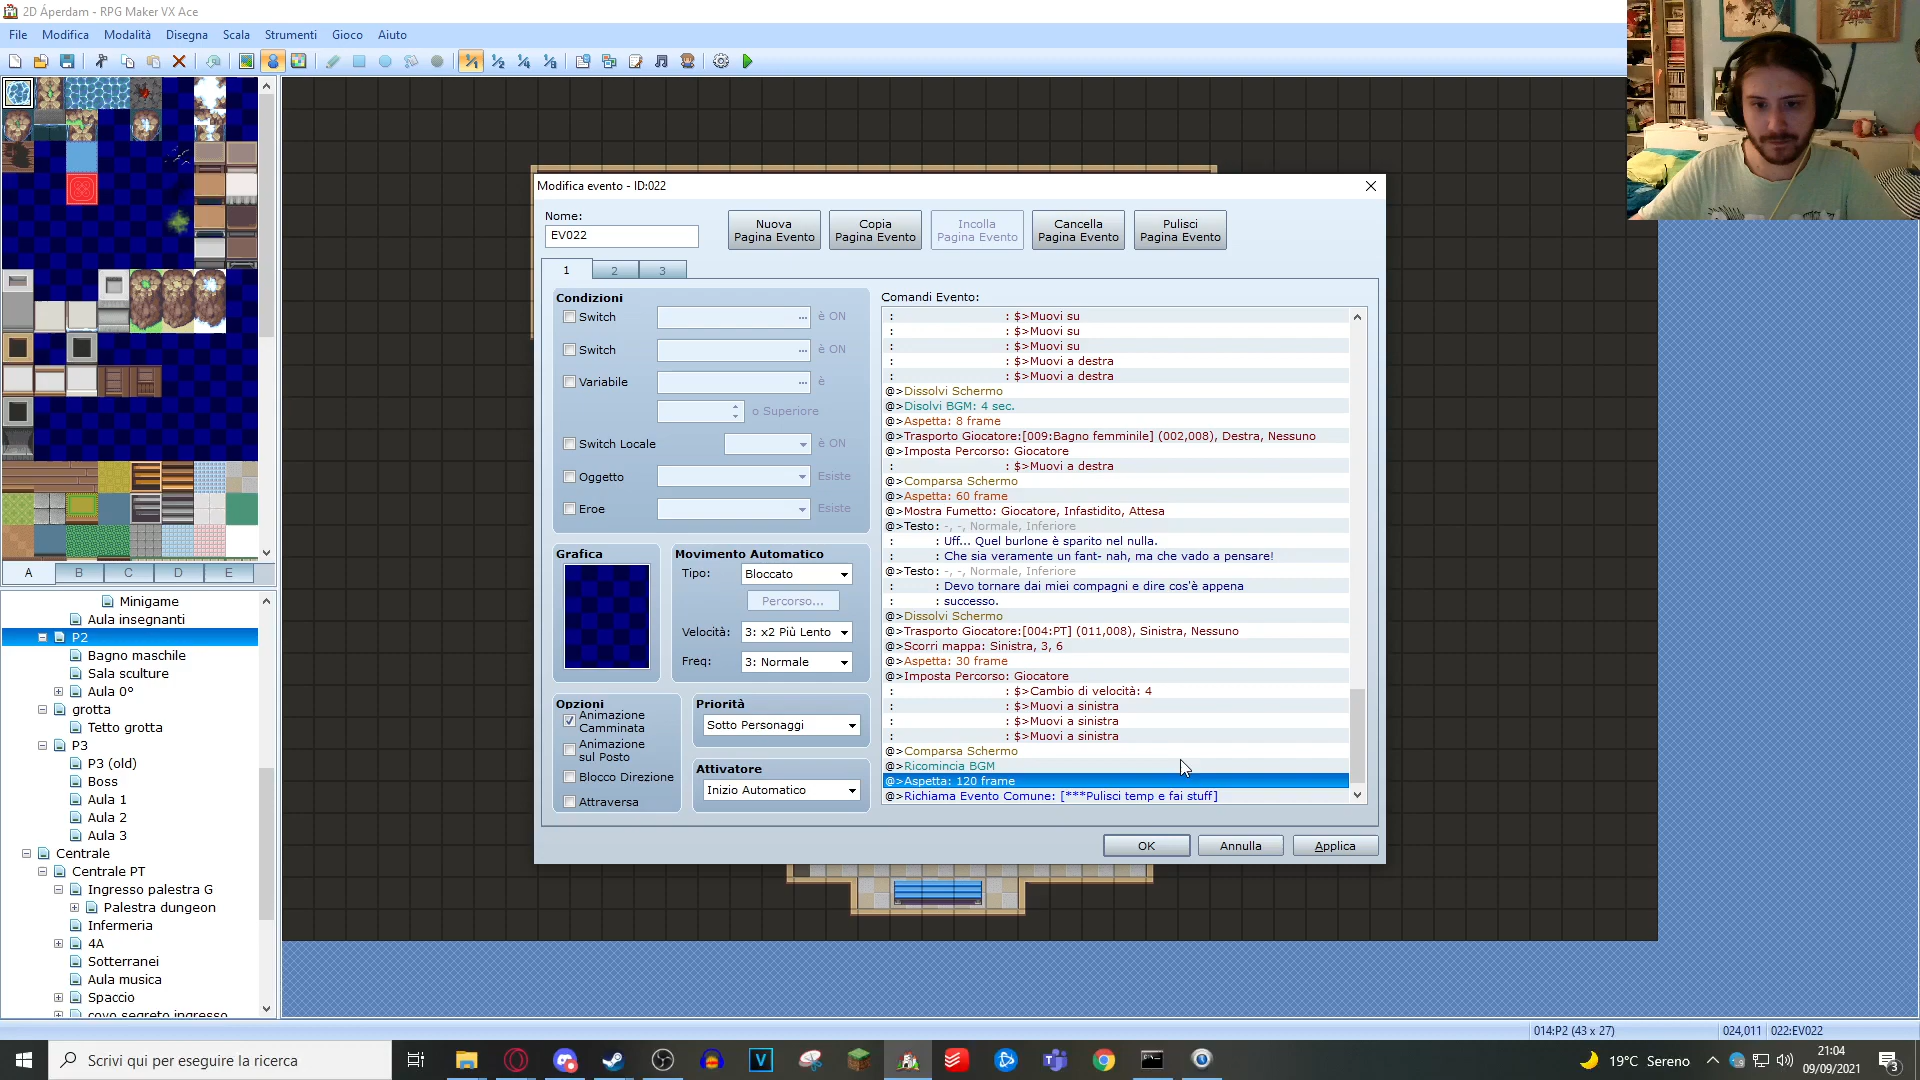 2D Áperdam - RPG Maker VX Ace
File Modifica Modalità Disegna Scala Strumenti Gioco Aiuto
Modifica evento - ID:022
Nome:
EV022
Nuova
Pagina Evento
Copia
Pagina Evento
Incolla
Pagina Evento
Cancella
Pagina Evento
Pulisci
Pagina Evento
1 2 3
Condizioni
Switch ... è ON
Switch ... è ON
Variabile ... è
o Superiore
Switch Locale è ON
Oggetto Esiste
Eroe Esiste
Grafica
Movimento Automatico
Tipo: Bloccato
Percorso...
Velocità: 3: x2 Più Lento
Freq: 3: Normale
Opzioni
Animazione
Camminata
Animazione
sul Posto
Blocco Direzione
Attraversa
Priorità
Sotto Personaggi
Attivatore
Inizio Automatico
Comandi Evento:
: : $>Muovi su
: : $>Muovi su
: : $>Muovi su
: : $>Muovi a destra
: : $>Muovi a destra
@>Dissolvi Schermo
@>Disolvi BGM: 4 sec.
@>Aspetta: 8 frame
@>Trasporto Giocatore:[009:Bagno femminile] (002,008), Destra, Nessuno
@>Imposta Percorso: Giocatore
: : $>Muovi a destra
@>Comparsa Schermo
@>Aspetta: 60 frame
@>Mostra Fumetto: Giocatore, Infastidito, Attesa
@>Testo: -, -, Normale, Inferiore
: : Uff... Quel burlone è sparito nel nulla.
: : Che sia veramente un fant- nah, ma che vado a pensare!
@>Testo: -, -, Normale, Inferiore
: : Devo tornare dai miei compagni e dire cos'è appena
: : successo.
@>Dissolvi Schermo
@>Trasporto Giocatore:[004:PT] (011,008), Sinistra, Nessuno
@>Scorri mappa: Sinistra, 3, 6
@>Aspetta: 30 frame
@>Imposta Percorso: Giocatore
: : $>Cambio di velocità: 4
: : $>Muovi a sinistra
: : $>Muovi a sinistra
: : $>Muovi a sinistra
@>Comparsa Schermo
@>Ricomincia BGM
@>Aspetta: 120 frame
@>Richiama Evento Comune: [***Pulisci temp e fai stuff]
OK Annulla Applica
A B C D E
Minigame
Aula insegnanti
P2
Bagno maschile
Sala sculture
Aula 0°
grotta
Tetto grotta
P3
P3 (old)
Boss
Aula 1
Aula 2
Aula 3
Centrale
Centrale PT
Ingresso palestra G
Palestra dungeon
Infermeria
4A
Sotterranei
Aula musica
Spaccio
covo segreto ingresso
014:P2 (43 x 27) 024,011 022:EV022
Scrivi qui per eseguire la ricerca
19°C Sereno
21:04
09/09/2021
3